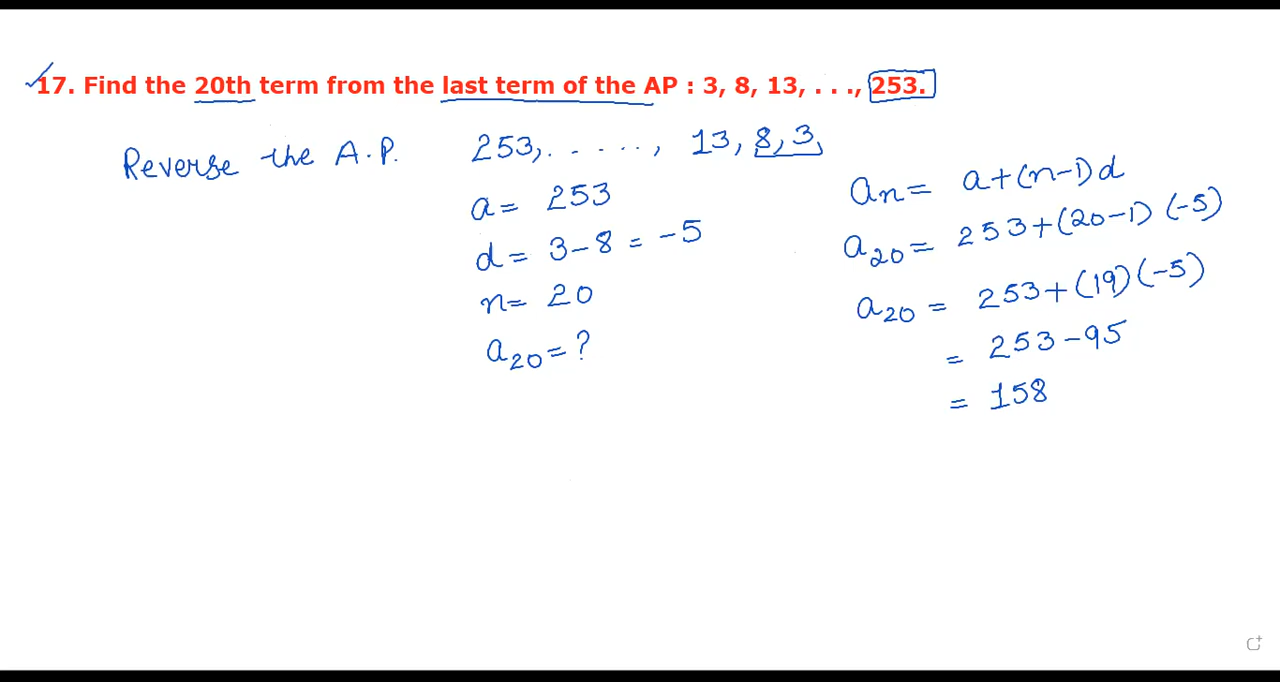 17. Find the 20th term from the last term of the AP : 3, 8, 13, . . ., 253.
Reverse the A.P. 253, . . . . . ., 13, 8, 3,
a = 253
d = 3 - 8 = -5
n = 20
a₂₀ = ?
an = a + (n-1) d
a₂₀ = 253 + (20-1) (-5)
a₂₀ = 253 + (19) (-5)
= 253 - 95
= 158